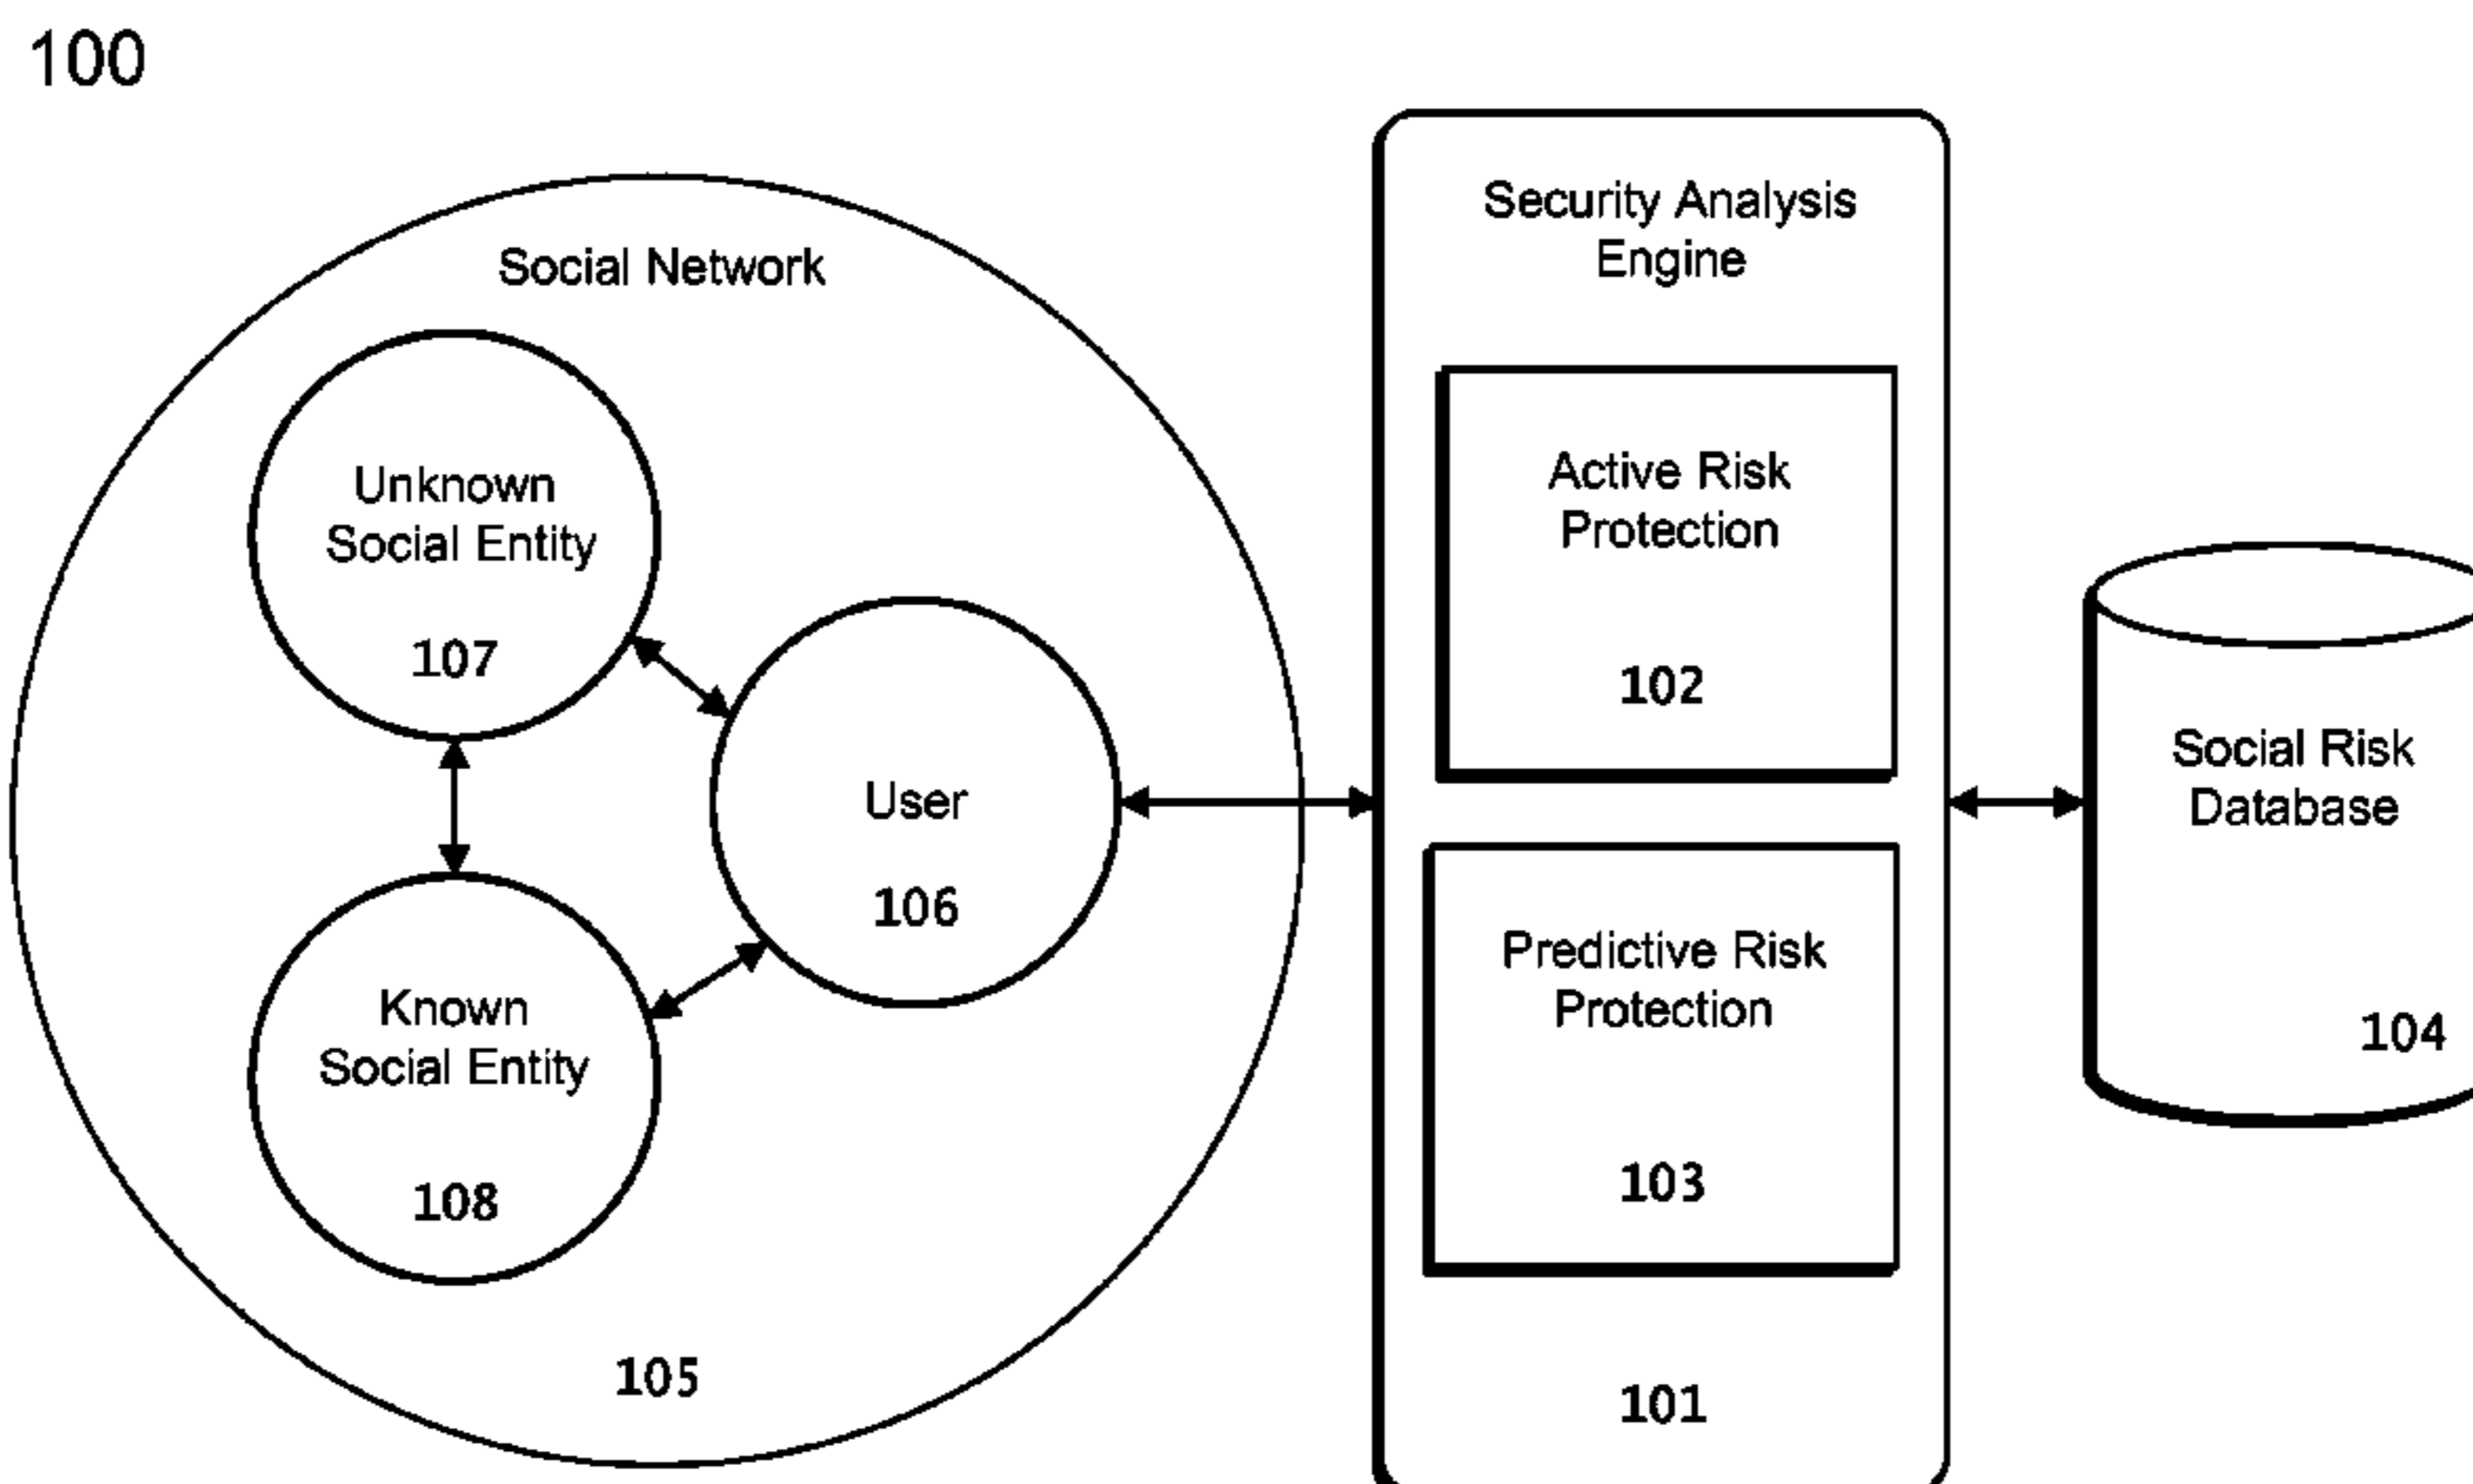 100
Social Network
Unknown
Social Entity
107
User
106
Known
Social Entity
108
105
Security Analysis
Engine
Active Risk
Protection
102
Predictive Risk
Protection
103
101
Social Risk
Database
104